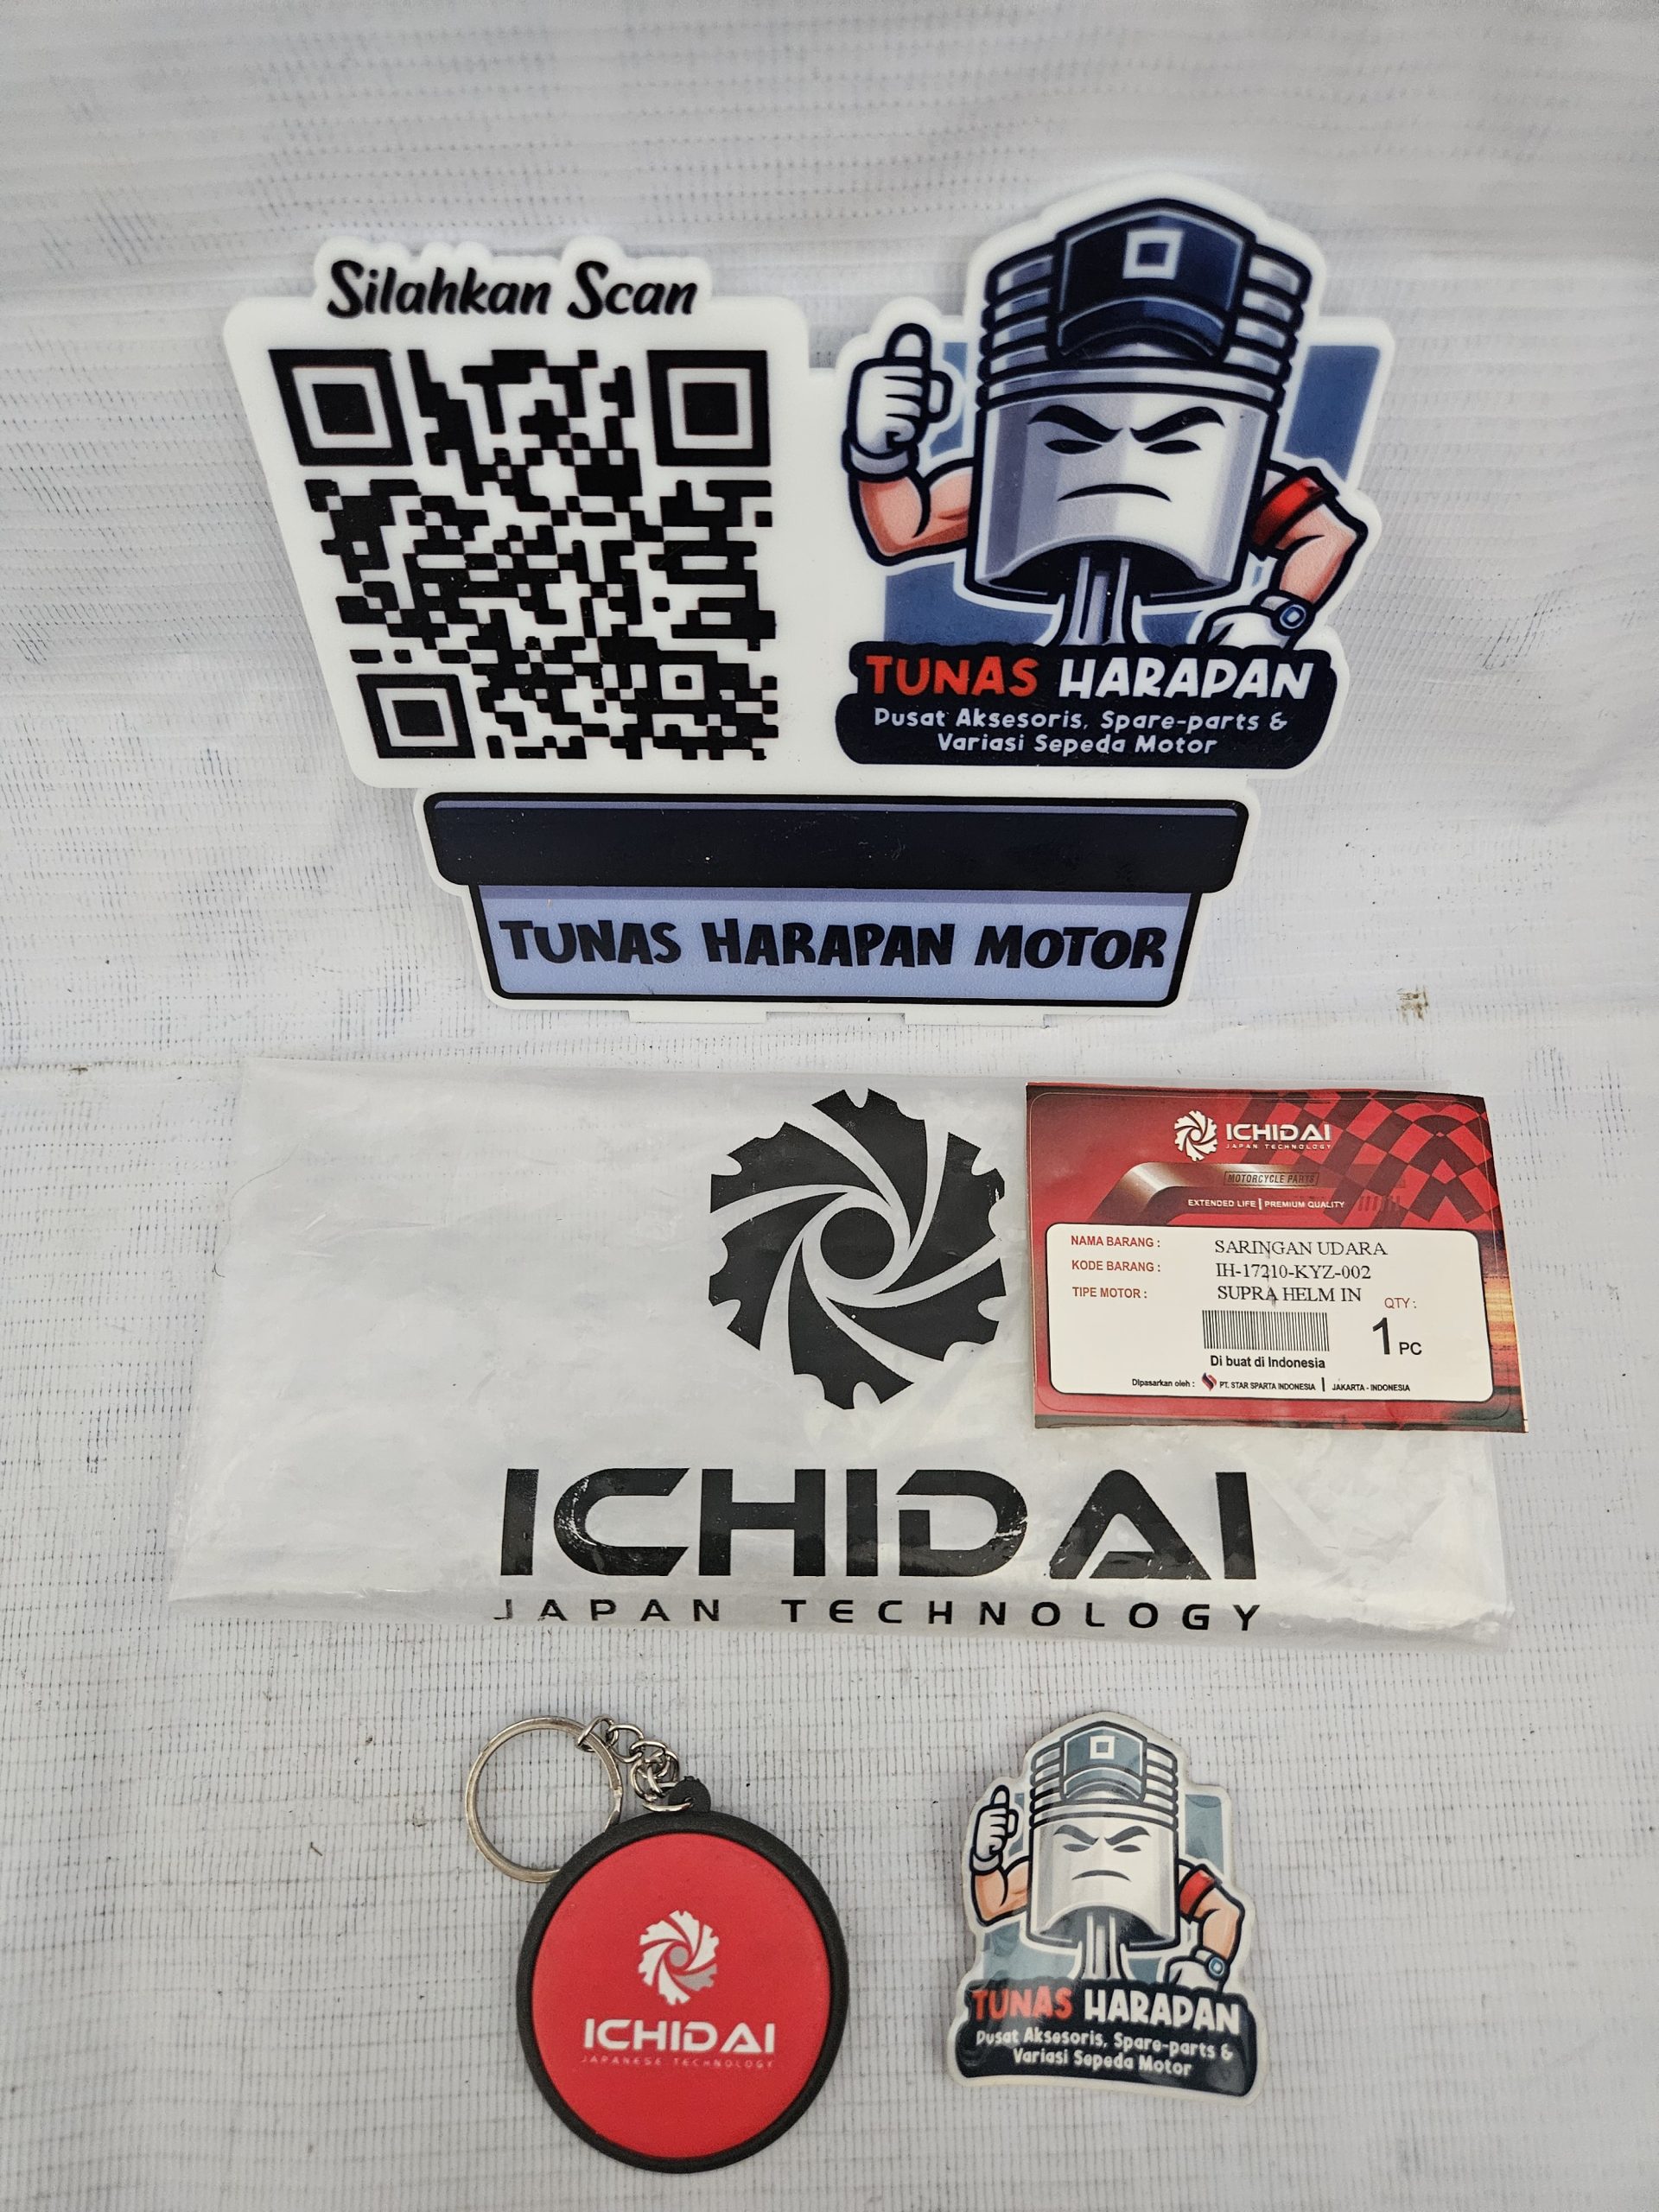 Silahkan Scan
TUNAS HARAPAN
Pusat Aksesoris, Spare-parts &
Variasi Sepeda Motor
TUNAS HARAPAN MOTOR
ICHIDAI
JAPAN TECHNOLOGY
MOTORCYCLE PARTS
EXTENDED LIFE | PREMIUM QUALITY
NAMA BARANG : SARINGAN UDARA
KODE BARANG : IH-17210-KYZ-002
TIPE MOTOR : SUPRA HELM IN
QTY :
1 PC
Di buat di Indonesia
Dipasarkan oleh : PT. STAR SPARTA INDONESIA | JAKARTA - INDONESIA
ICHIDAI
JAPAN TECHNOLOGY
ICHIDAI
JAPANESE TECHNOLOGY
TUNAS HARAPAN
Pusat Aksesoris, Spare-parts &
Variasi Sepeda Motor